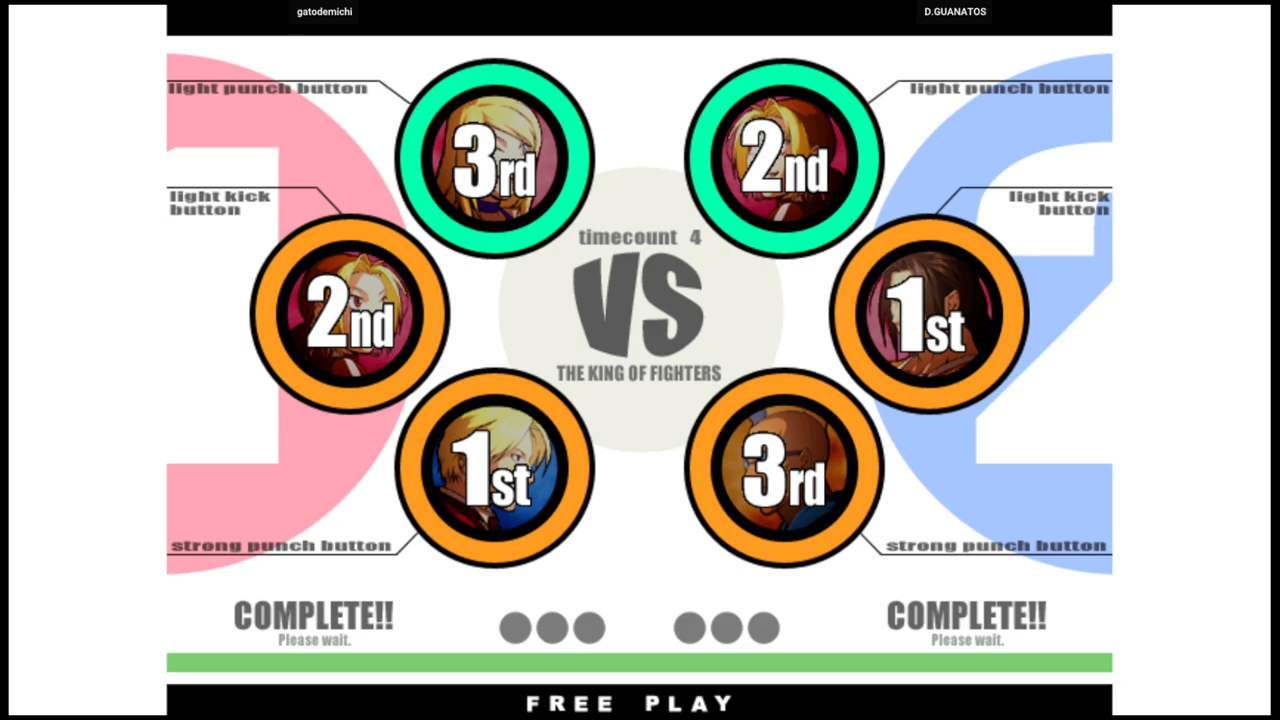 gatodemichi
D.GUANATOS
light punch button
light punch button
3rd
2nd
light kick
button
light kick
button
timecount 4
VS
THE KING OF FIGHTERS
2nd
1st
1st
3rd
strong punch button
strong punch button
COMPLETE!!
Please wait.
COMPLETE!!
Please wait.
FREE PLAY